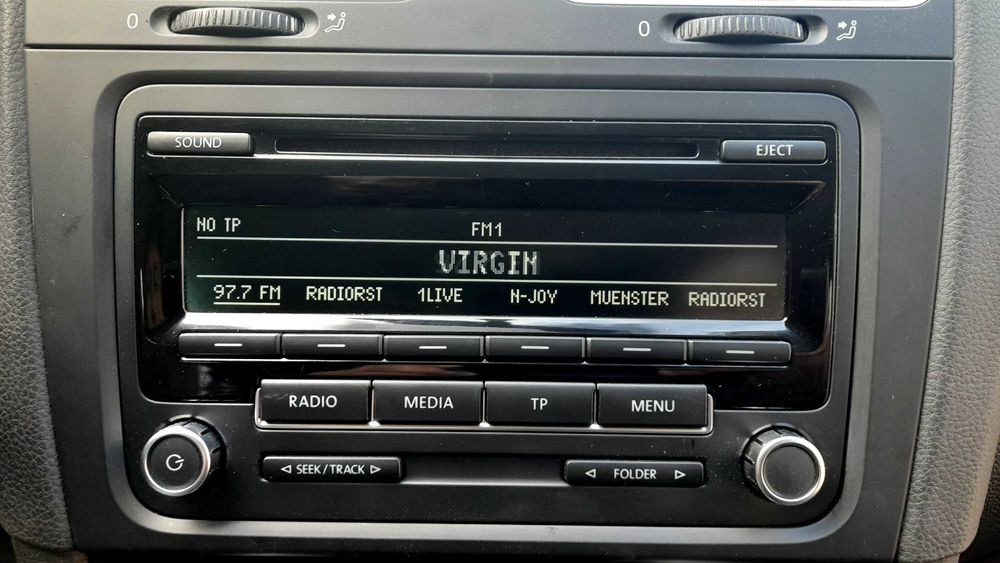 0 0
SOUND EJECT
NO TP FM1
VIRGIN
97.7 FM RADIORST 1LIVE N-JOY MUENSTER RADIORST
RADIO MEDIA TP MENU
SEEK/TRACK FOLDER